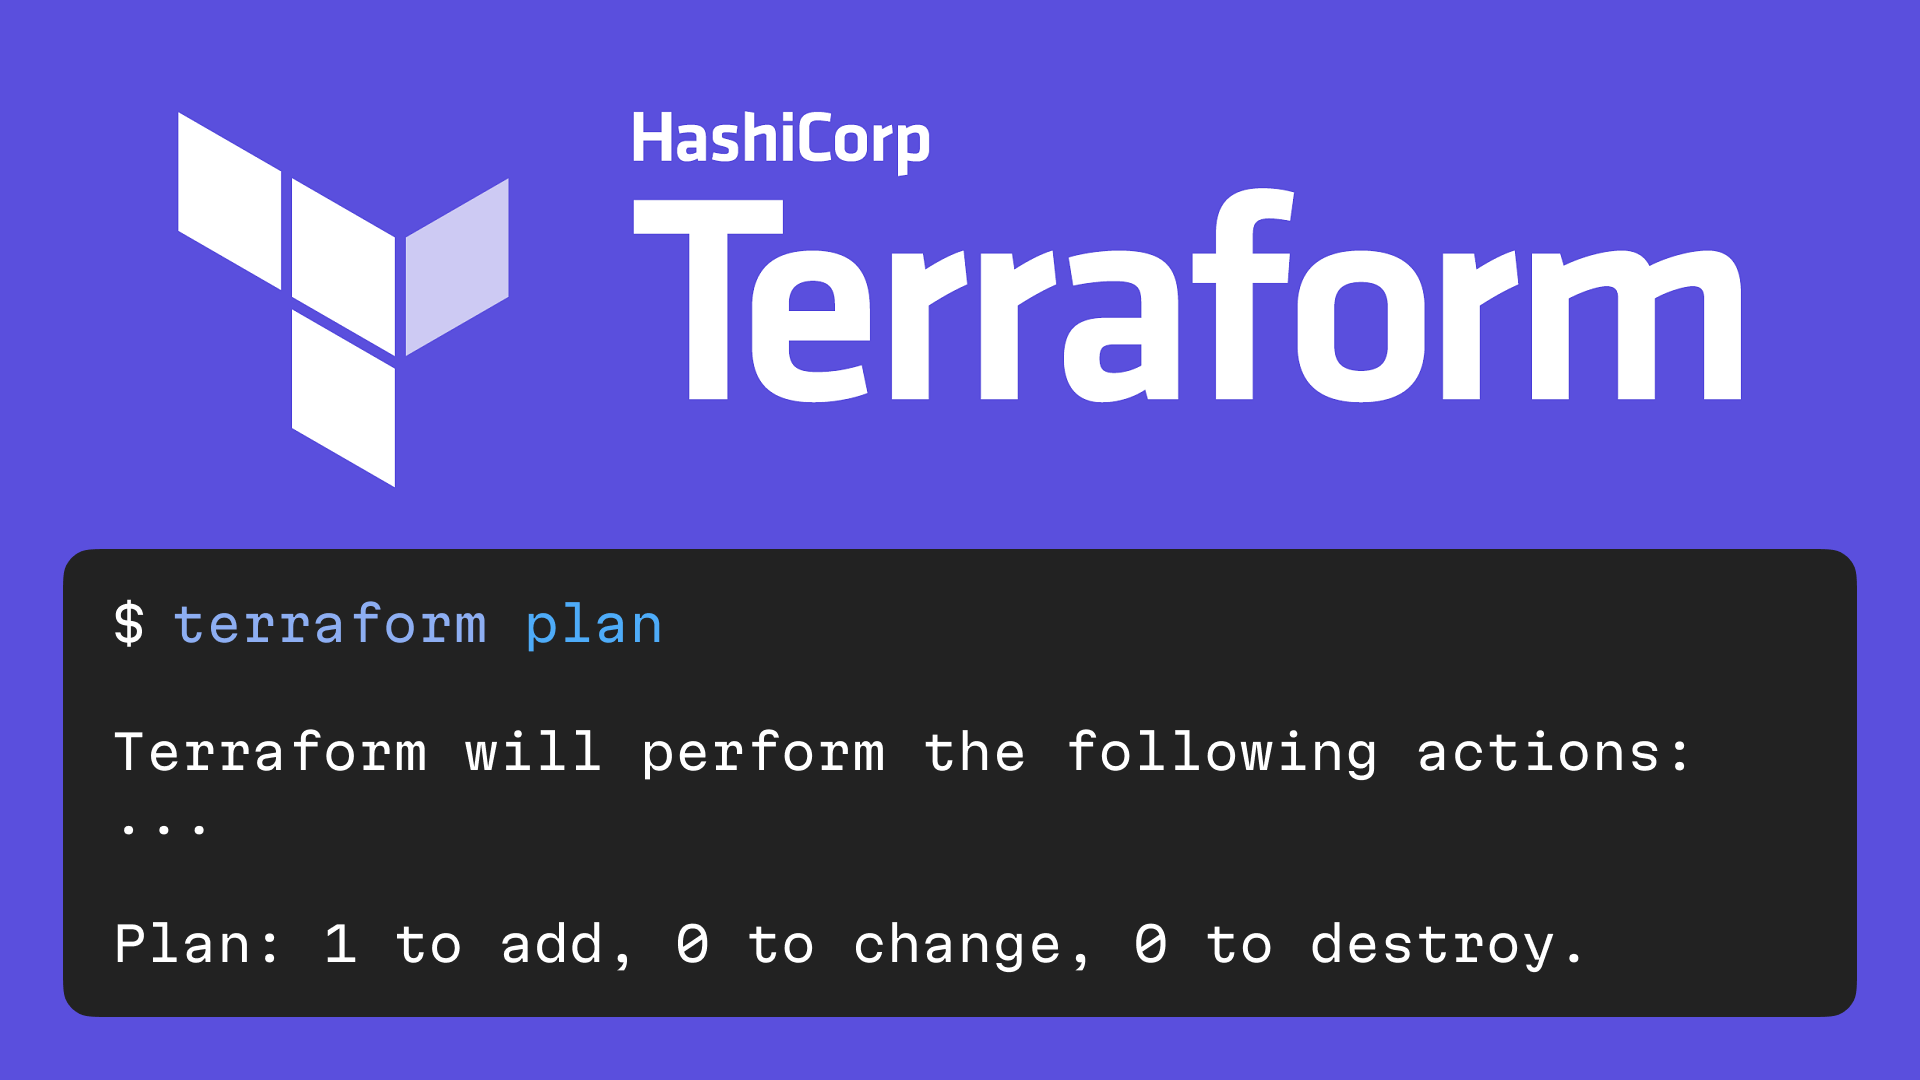 HashiCorp
Terraform
$ terraform plan
Terraform will perform the following actions:
...
Plan: 1 to add, 0 to change, 0 to destroy.